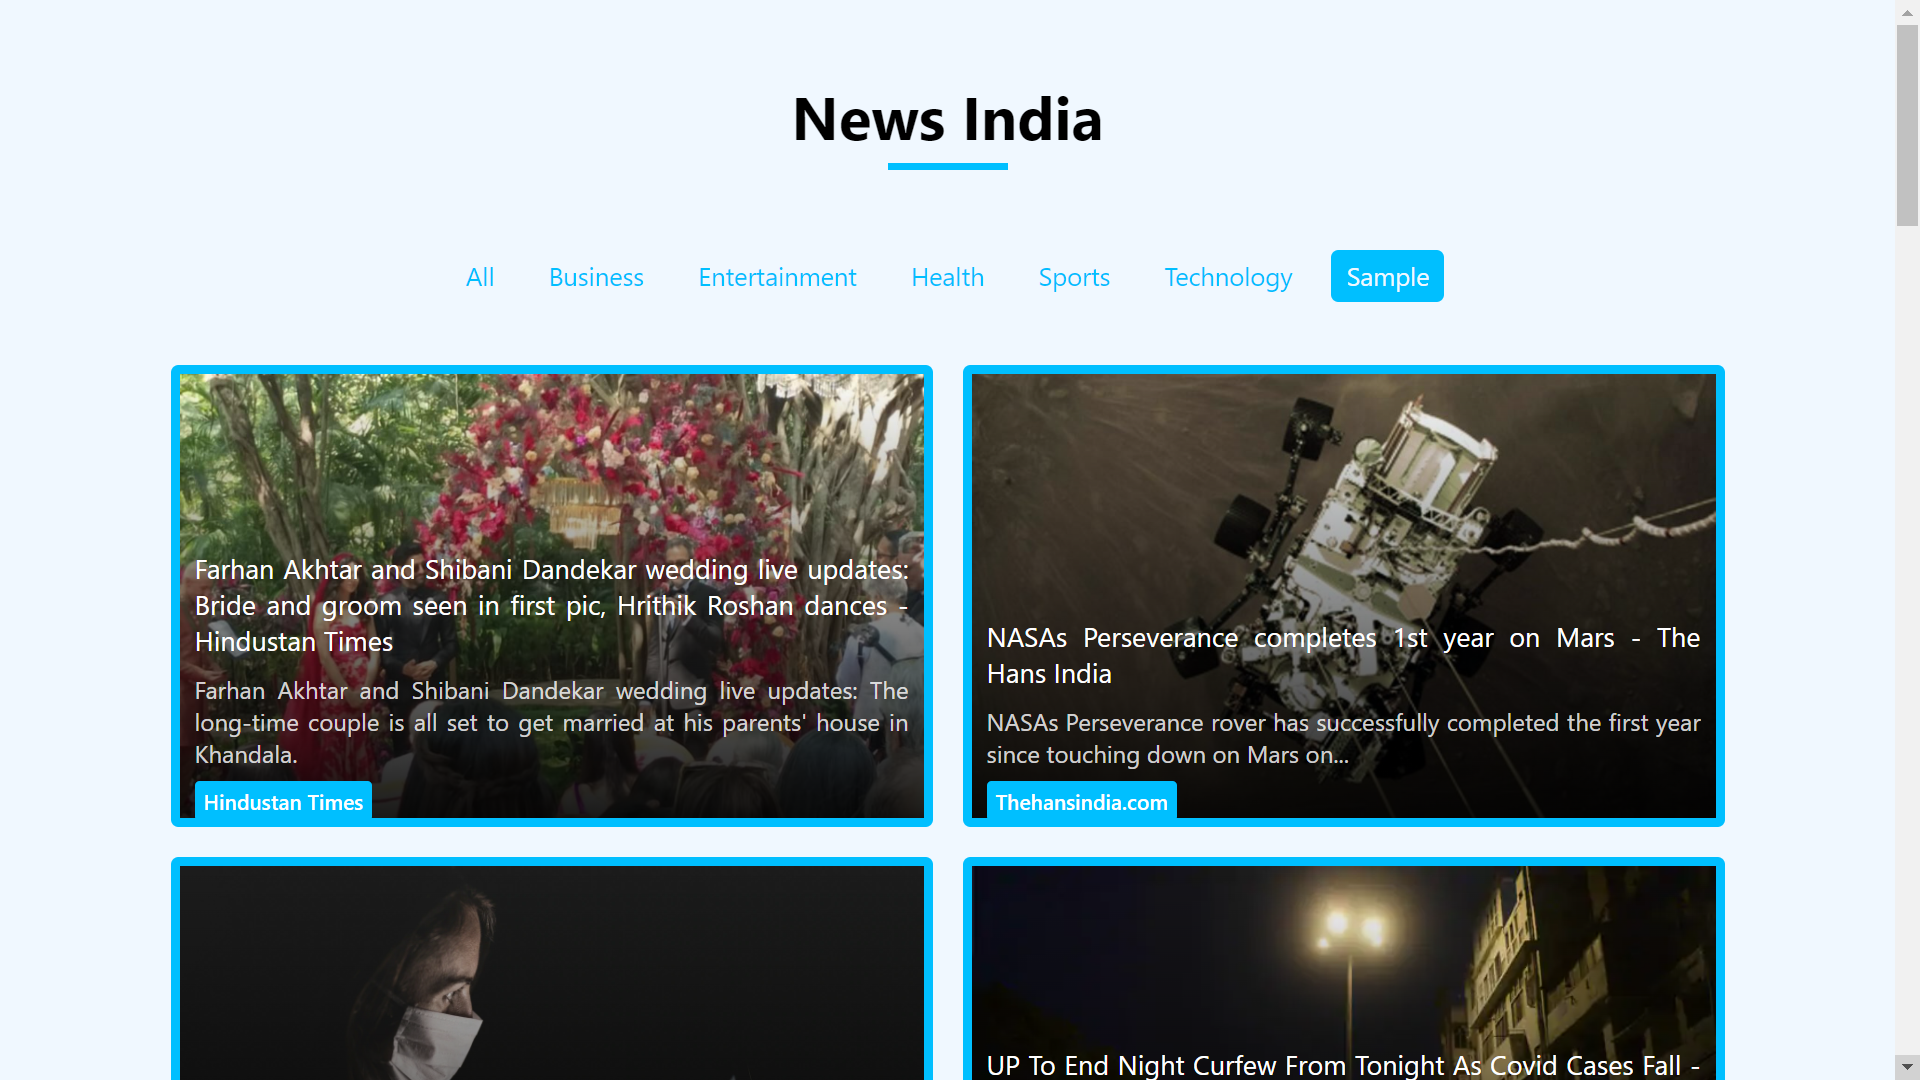 News India
All Business Entertainment Health Sports Technology Sample
Farhan Akhtar and Shibani Dandekar wedding live updates:
Bride and groom seen in first pic, Hrithik Roshan dances -
Hindustan Times
Farhan Akhtar and Shibani Dandekar wedding live updates: The
long-time couple is all set to get married at his parents' house in
Khandala.
Hindustan Times
NASAs Perseverance completes 1st year on Mars - The
Hans India
NASAs Perseverance rover has successfully completed the first year
since touching down on Mars on...
Thehansindia.com
UP To End Night Curfew From Tonight As Covid Cases Fall -